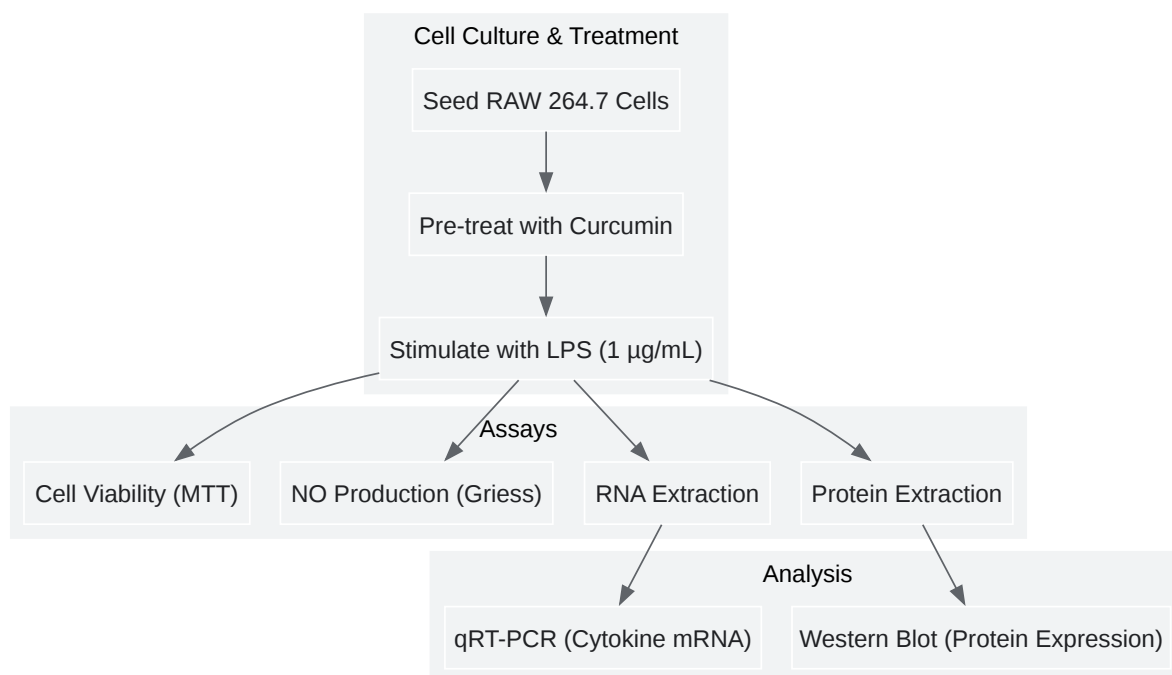 Cell Culture & Treatment
Seed RAW 264.7 Cells
Pre-treat with Curcumin
Stimulate with LPS (1 µg/mL)
Assays
Cell Viability (MTT)
NO Production (Griess)
RNA Extraction
Protein Extraction
Analysis
qRT-PCR (Cytokine mRNA)
Western Blot (Protein Expression)